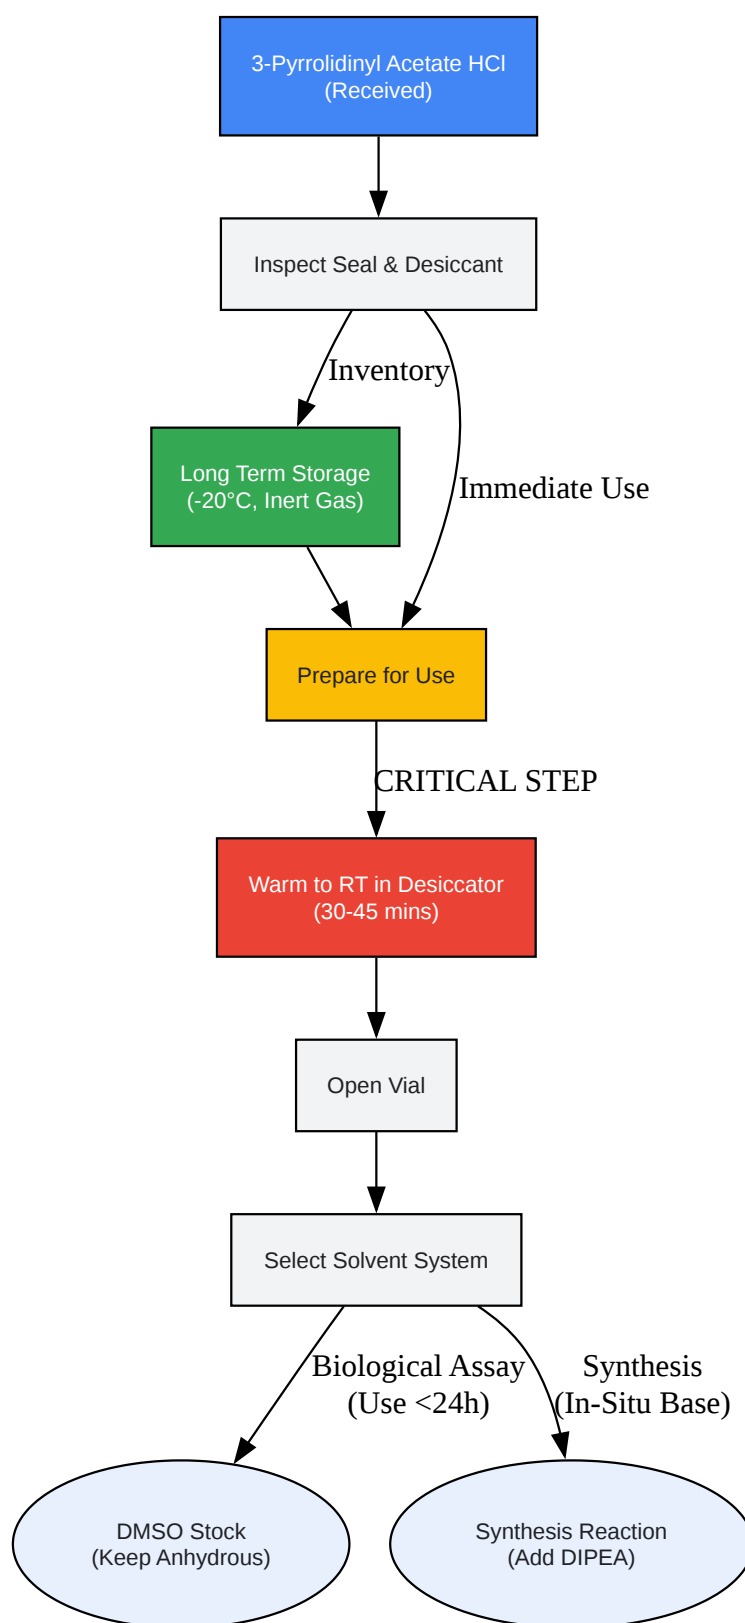 3-Pyrrolidinyl Acetate HCl
(Received)
Inspect Seal & Desiccant
Inventory
Long Term Storage
(-20°C, Inert Gas)
Immediate Use
Prepare for Use
CRITICAL STEP
Warm to RT in Desiccator
(30-45 mins)
Open Vial
Select Solvent System
Biological Assay
(Use <24h)
Synthesis
(In-Situ Base)
DMSO Stock
(Keep Anhydrous)
Synthesis Reaction
(Add DIPEA)